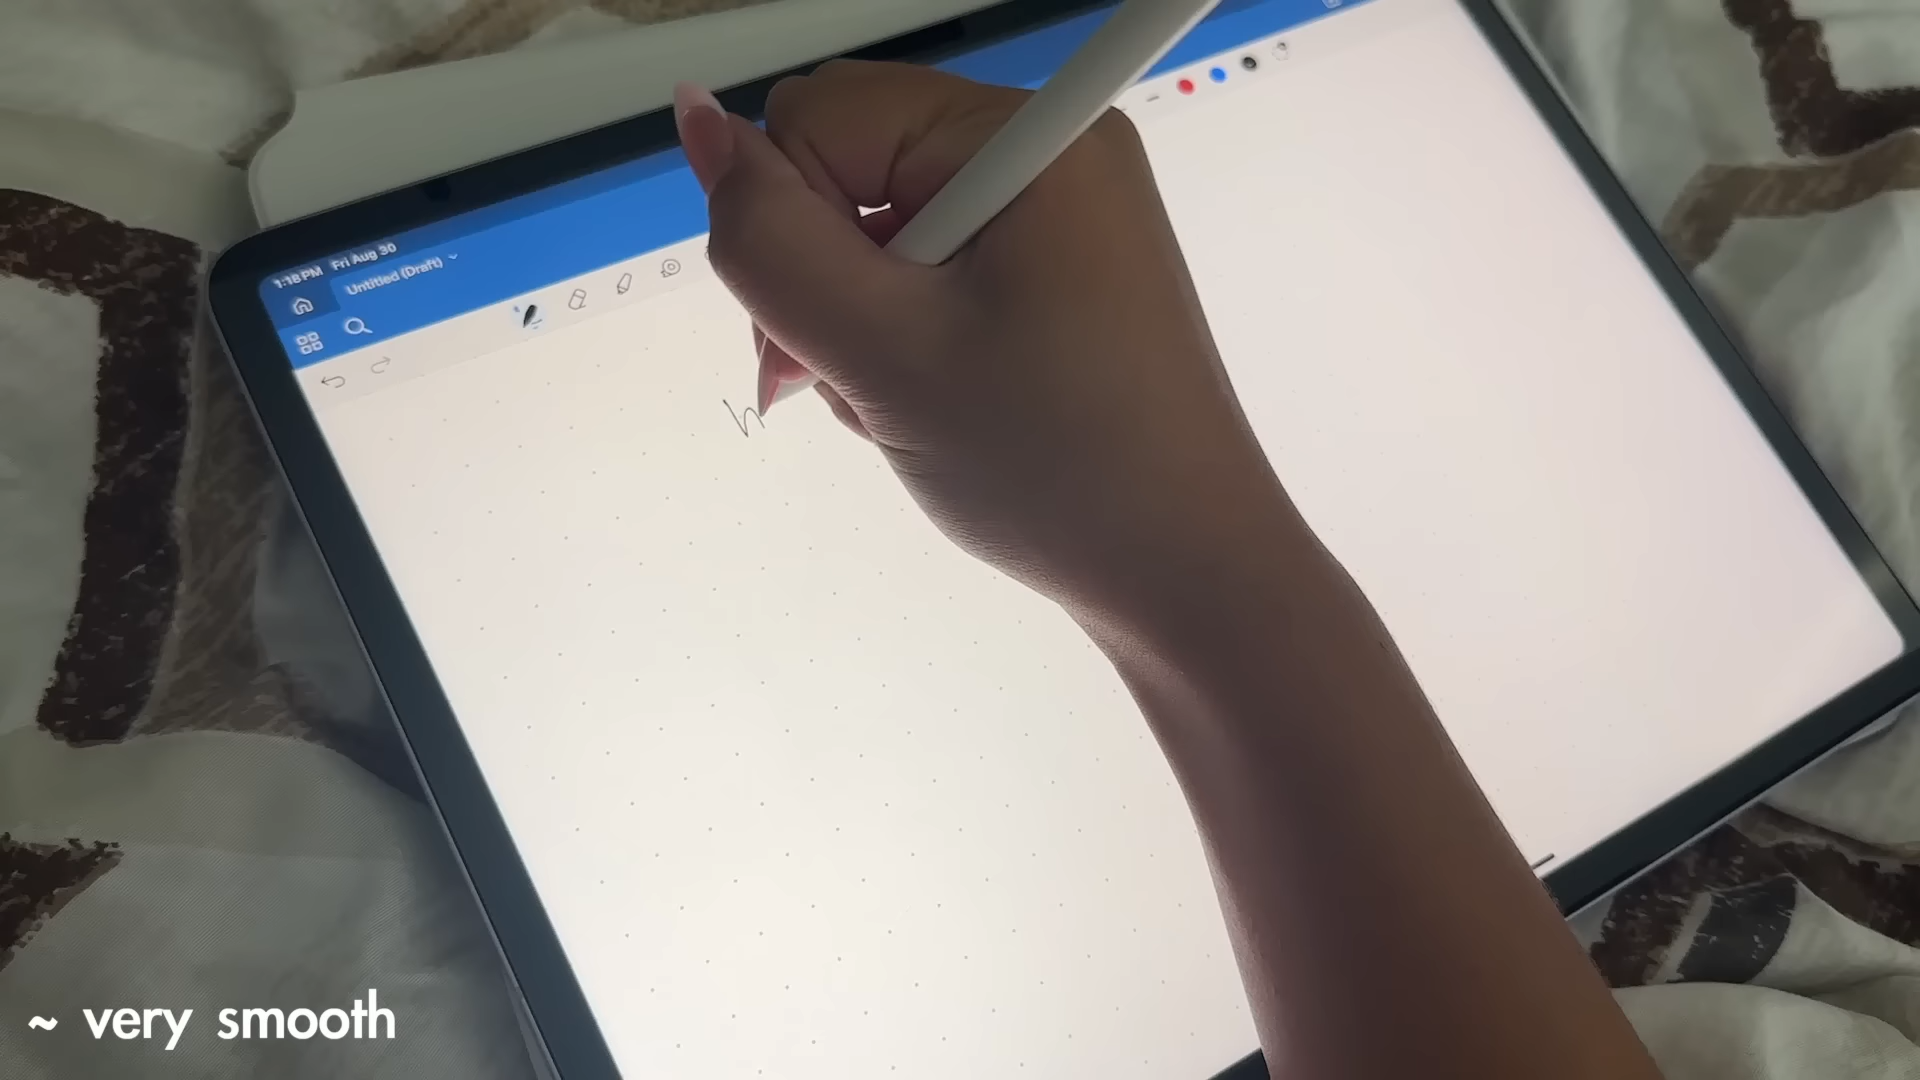 1:18 PM Fri Aug 30
Untitled (Draft)
h
~ very smooth